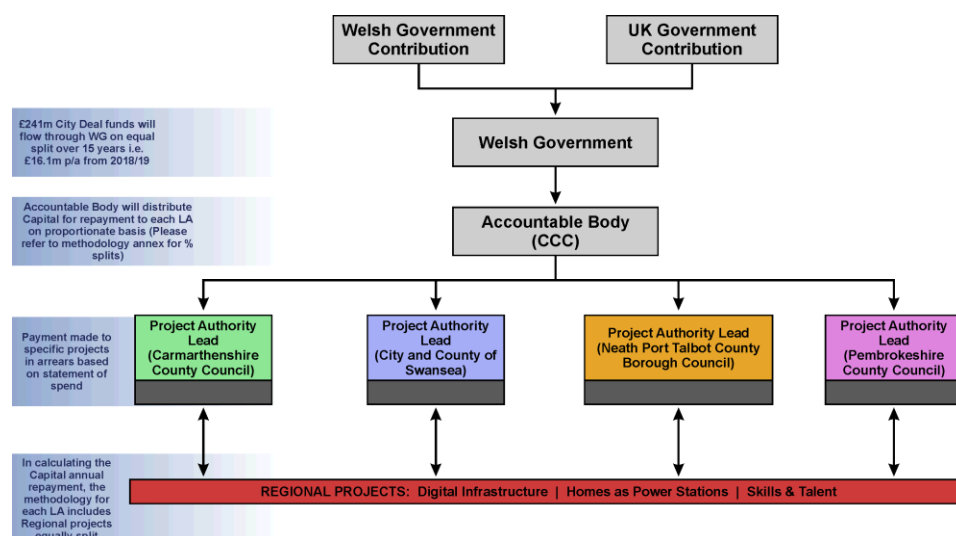 Welsh Government
Contribution
UK Government
Contribution
£241m City Deal funds will
flow through WG on equal
split over 15 years i.e.
£16.1m p/a from 2018/19
Welsh Government
Accountable Body will distribute
Capital for repayment to each LA
on proportionate basis (Please
refer to methodology annex for %
splits)
Accountable Body
(CCC)
Payment made to
specific projects
in arrears based
on statement of
spend
Project Authority
Lead
(Carmarthenshire
County Council)
Project Authority
Lead
(City and County of
Swansea)
Project Authority Lead
(Neath Port Talbot County
Borough Council)
Project Authority
Lead
(Pembrokeshire
County Council)
In calculating the
Capital annual
repayment, the
methodology for
each LA includes
Regional projects
equally split
REGIONAL PROJECTS: Digital Infrastructure | Homes as Power Stations | Skills & Talent